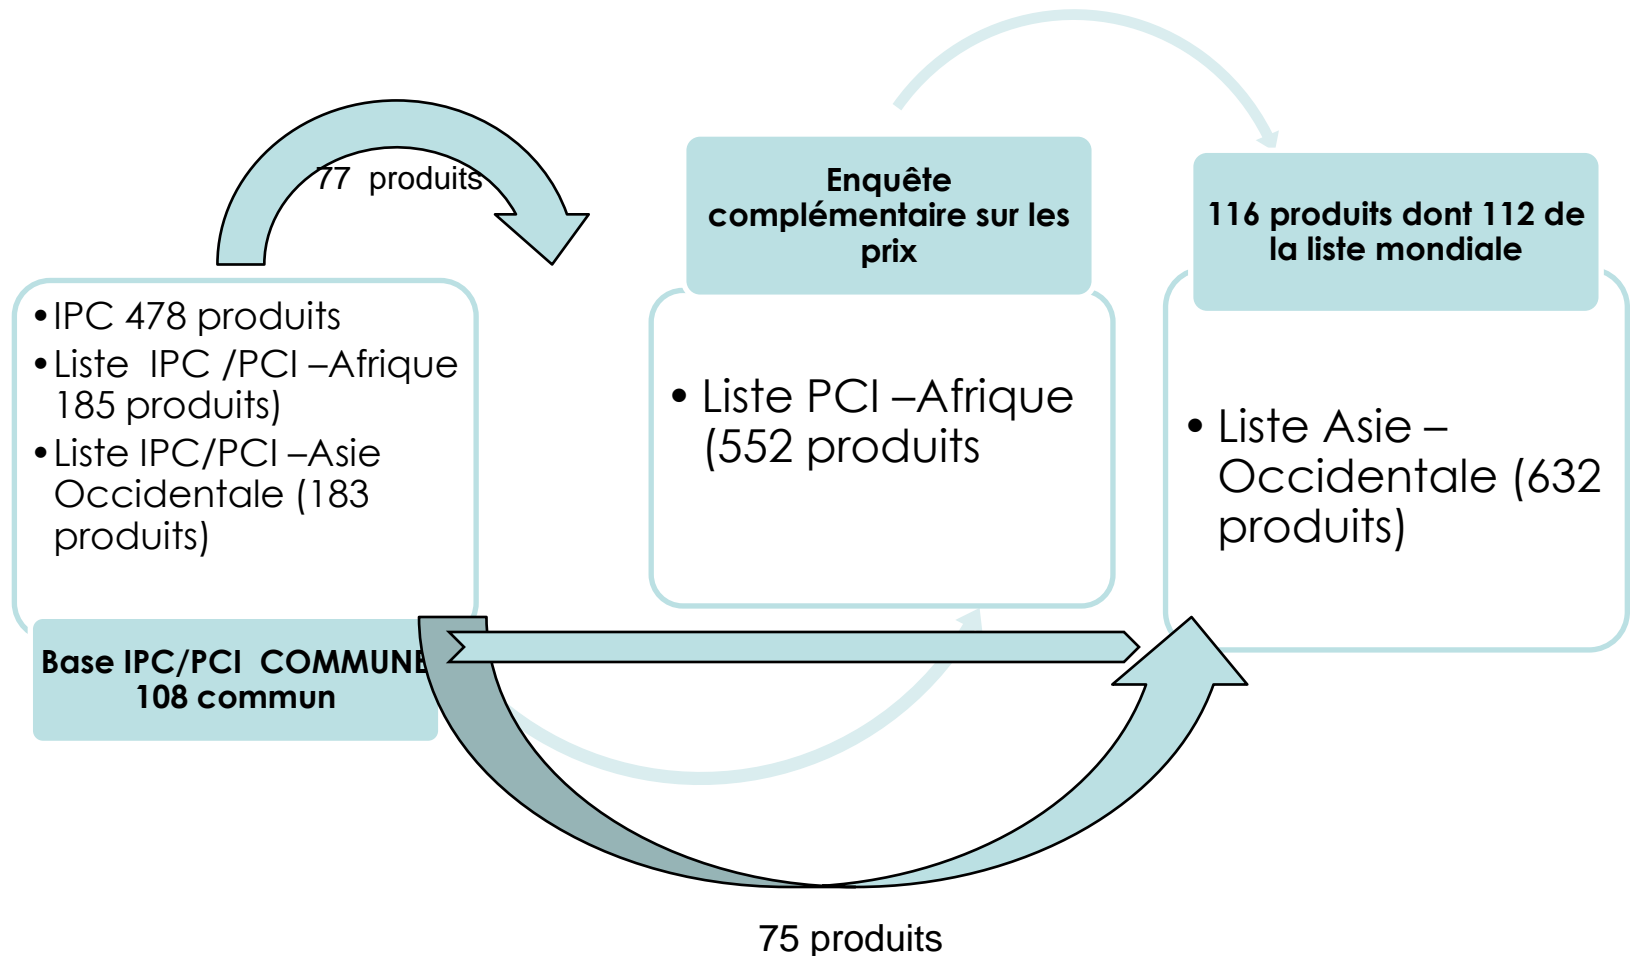 77  produits
•IPC 478 produits
•Liste  IPC /PCI –Afrique
185 produits)
•Liste IPC/PCI –Asie
Occidentale (183
produits)
Base IPC/PCI  COMMUNE
108 commun
Enquête
complémentaire sur les
prix
• Liste PCI –Afrique
(552 produits
116 produits dont 112 de
la liste mondiale
• Liste Asie –
Occidentale (632
produits)
75 produits